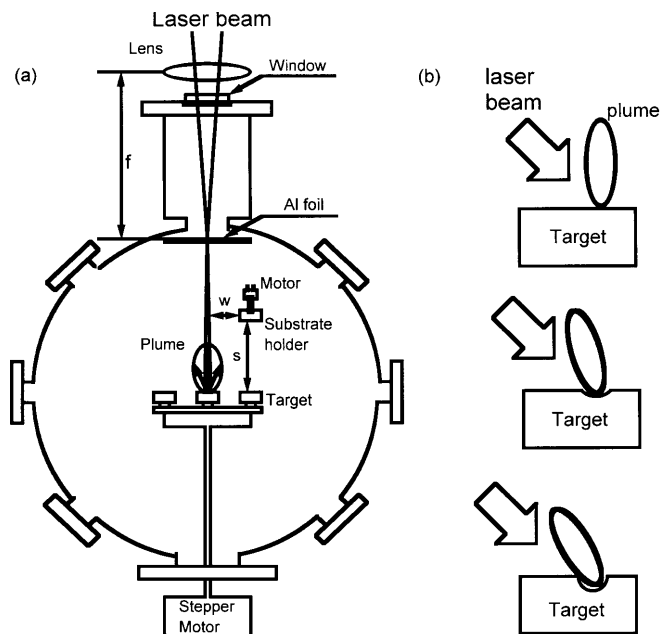 Laser beam
Lens
(a)
Window
f
Al foil
Motor
w
Substrate
holder
Plume
s
Target
Stepper
Motor
(b)
laser
beam
plume
Target
Target
Target